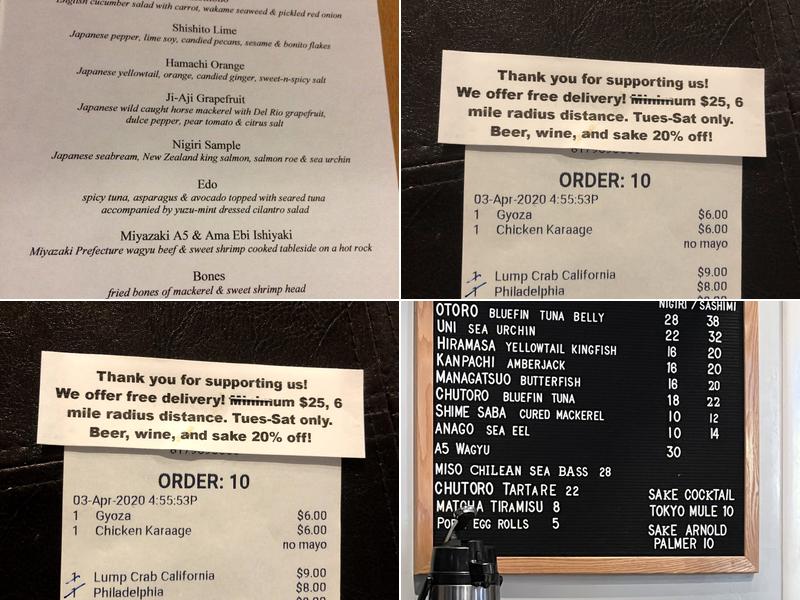 English cucumber salad with carrot, wakame seaweed & pickled red onion
Shishito Lime
Japanese pepper, lime soy, candied pecans, sesame & bonito flakes
Hamachi Orange
Japanese yellowtail, orange, candied ginger, sweet-n-spicy salt
Ji-Aji Grapefruit
Japanese wild caught horse mackerel with Del Rio grapefruit,
dulce pepper, pear tomato & citrus salt
Nigiri Sample
Japanese seabream, New Zealand king salmon, salmon roe & sea urchin
Edo
spicy tuna, asparagus & avocado topped with seared tuna
accompanied by yuzu-mint dressed cilantro salad
Miyazaki A5 & Ama Ebi Ishiyaki
Miyazaki Prefecture wagyu beef & sweet shrimp cooked tableside on a hot rock
Bones
fried bones of mackerel & sweet shrimp head
Thank you for supporting us!
We offer free delivery! Minimum $25, 6
mile radius distance. Tues-Sat only.
Beer, wine, and sake 20% off!
ORDER: 10
03-Apr-2020 4:55:53P
1 Gyoza $6.00
1 Chicken Karaage $6.00
no mayo
1 Lump Crab California $9.00
1 Philadelphia $8.00
Thank you for supporting us!
We offer free delivery! Minimum $25, 6
mile radius distance. Tues-Sat only.
Beer, wine, and sake 20% off!
ORDER: 10
03-Apr-2020 4:55:53P
1 Gyoza $6.00
1 Chicken Karaage $6.00
no mayo
1 Lump Crab California $9.00
1 Philadelphia $8.00
NIGIRI / SASHIMI
OTORO BLUEFIN TUNA BELLY 28 38
UNI SEA URCHIN 22 32
HIRAMASA YELLOWTAIL KINGFISH 16 20
KANPACHI AMBERJACK 16 20
MANAGATSUO BUTTERFISH 16 20
CHUTORO BLUEFIN TUNA 18 22
SHIME SABA CURED MACKEREL 10 12
ANAGO SEA EEL 10 14
A5 WAGYU 30
MISO CHILEAN SEA BASS 28
CHUTORO TARTARE 22
MATCHA TIRAMISU 8
EGG ROLLS 5
SAKE COCKTAIL
TOKYO MULE 10
SAKE ARNOLD
PALMER 10